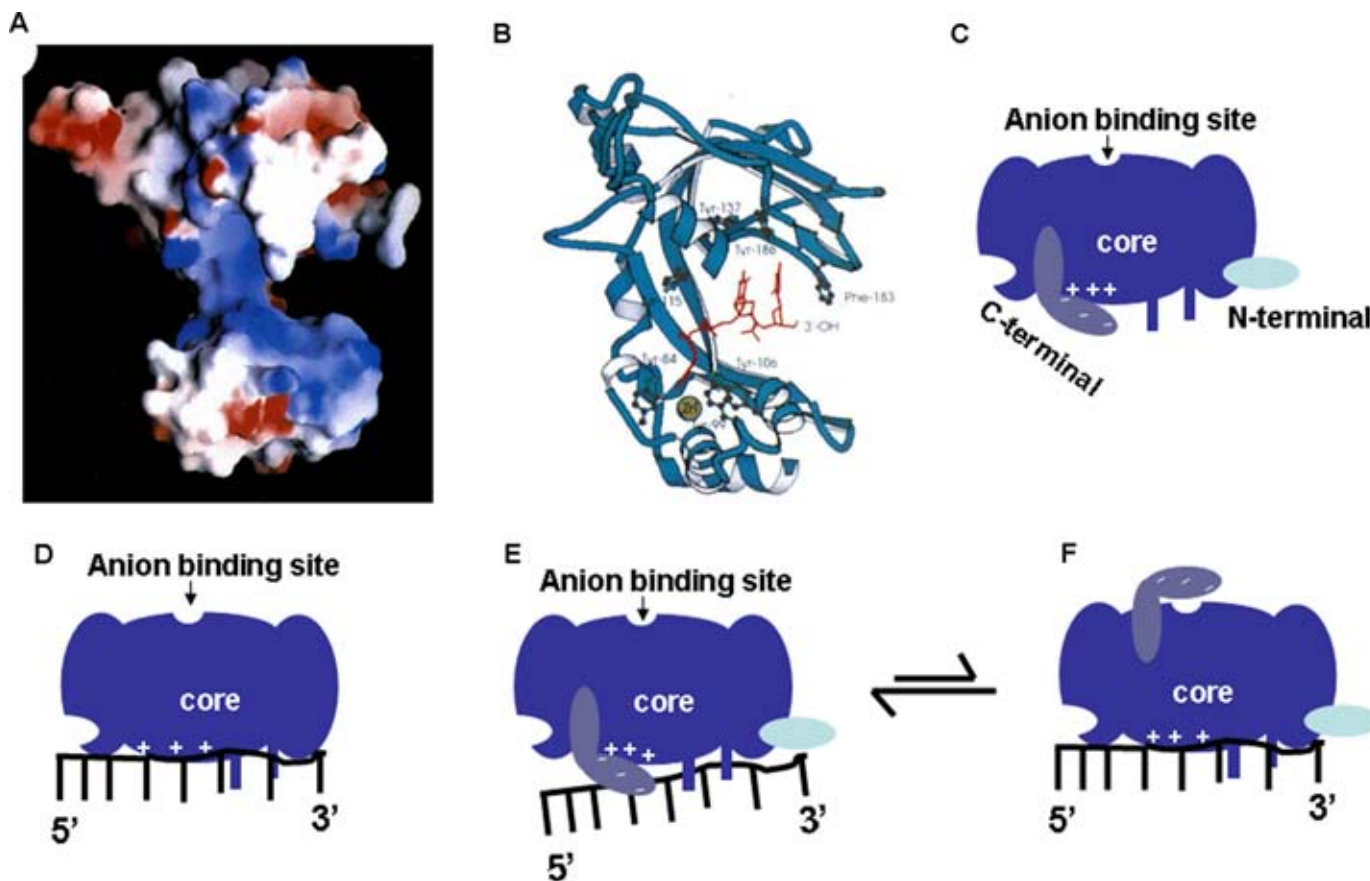 A
B
Tyr-137
Tyr-186
115
Phe-183
3'-OH
Tyr-84
Tyr-106
C
Anion binding site
core
+ + +
C-terminal
N-terminal
D
Anion binding site
core
+ + +
5'
3'
E
Anion binding site
core
+ + +
5'
3'
F
core
+ + +
5'
3'